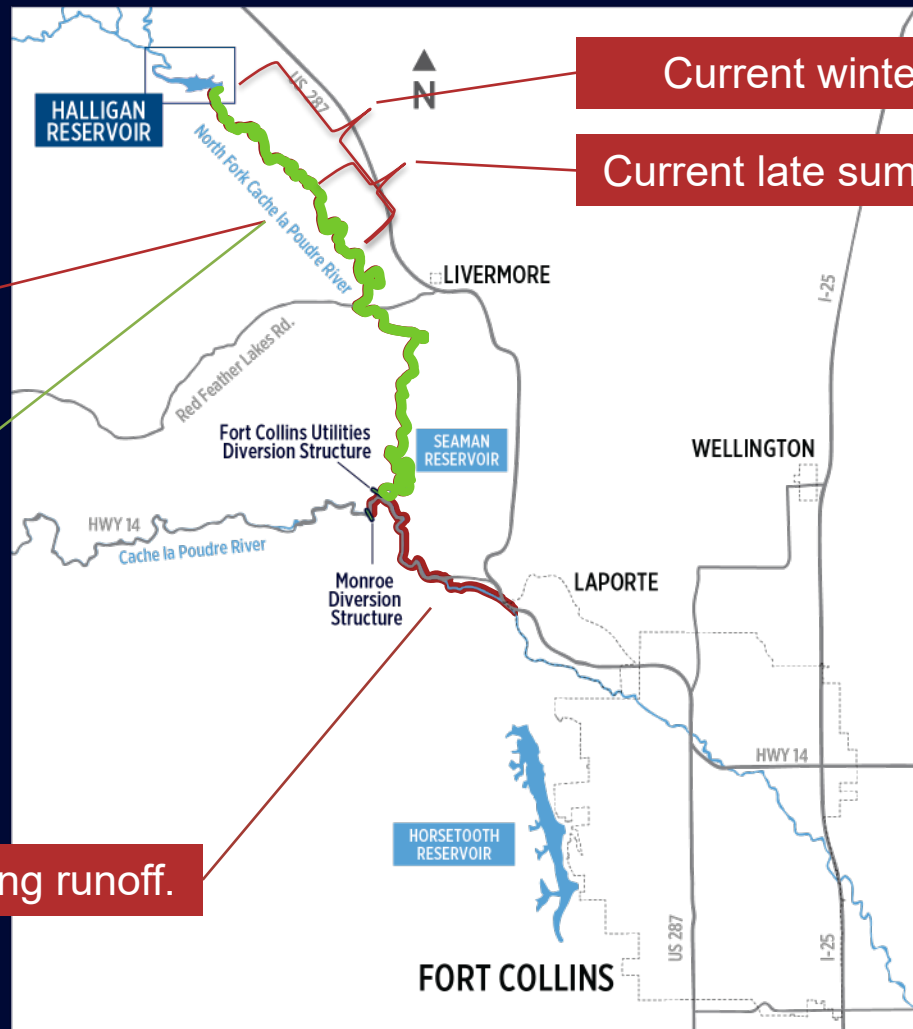 Current winte
US 287
N
HALLIGAN
RESERVOIR
North Fork Cache la Poudre River
Current late sum
LIVERMORE
I-25
Red Feather Lakes Rd.
Fort Collins Utilities
Diversion Structure
SEAMAN
RESERVOIR
WELLINGTON
HWY 14
Cache la Poudre River
Monroe
Diversion
Structure
LAPORTE
HWY 14
HORSETOOTH
RESERVOIR
ng runoff.
US 287
I-25
FORT COLLINS